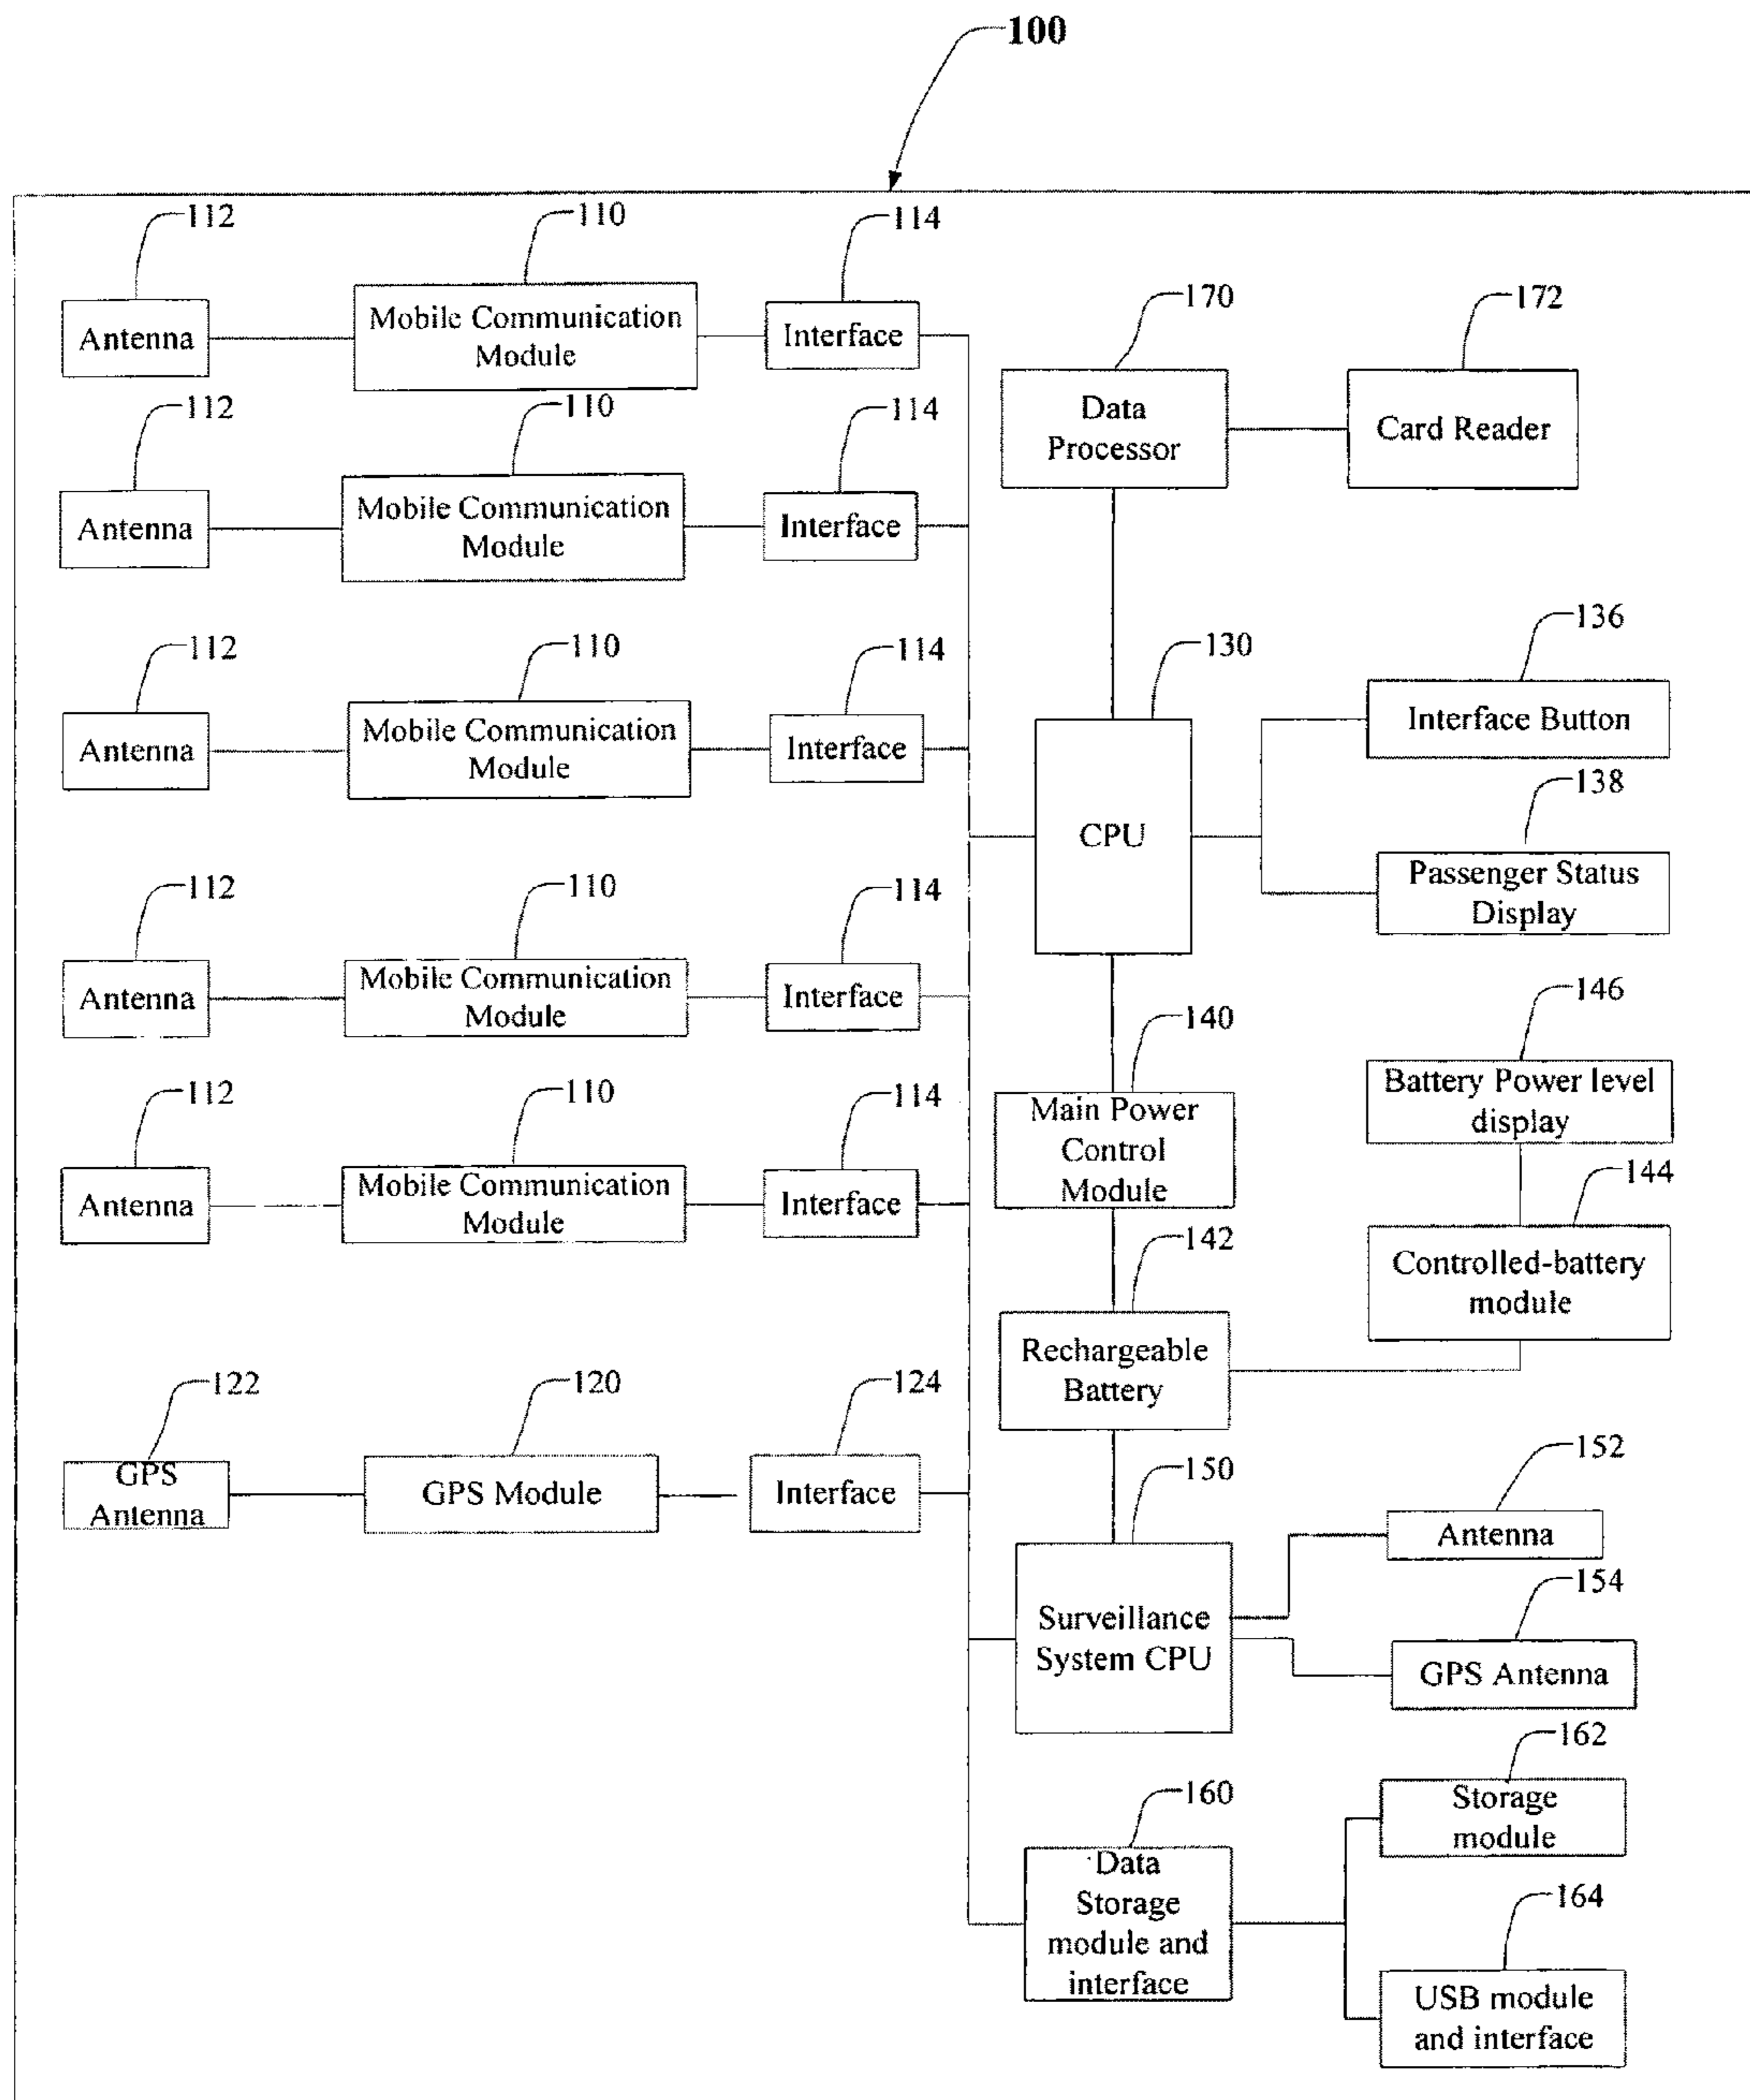 100
112
110
114
Antenna
Mobile Communication
Module
Interface
170
172
Data
Processor
Card Reader
112
110
114
Antenna
Mobile Communication
Module
Interface
112
110
114
Antenna
Mobile Communication
Module
Interface
130
CPU
136
Interface Button
138
Passenger Status
Display
112
110
114
Antenna
Mobile Communication
Module
Interface
140
Main Power
Control
Module
146
Battery Power level
display
112
110
114
Antenna
Mobile Communication
Module
Interface
142
Rechargeable
Battery
144
Controlled-battery
module
122
120
124
GPS
Antenna
GPS Module
Interface
150
Surveillance
System CPU
152
Antenna
154
GPS Antenna
160
Data
Storage
module and
interface
162
Storage
module
164
USB module
and interface